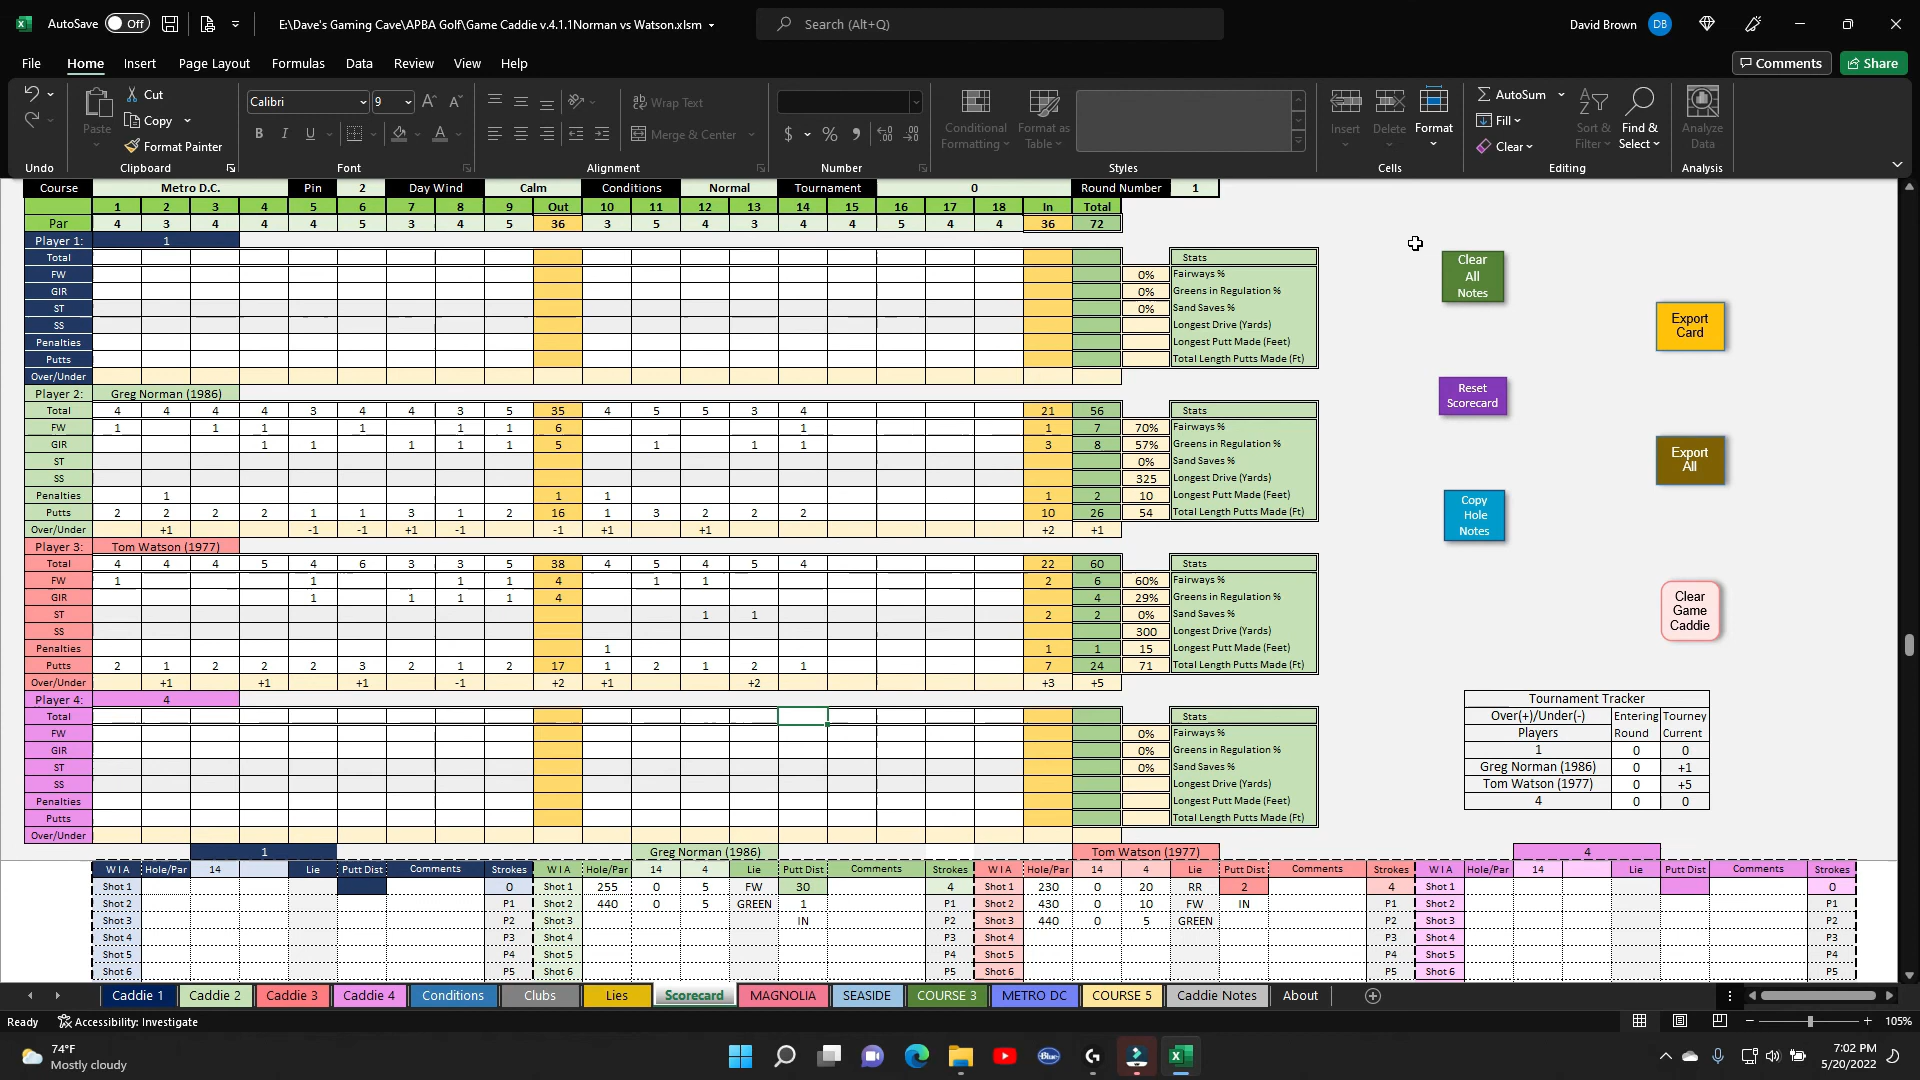 AutoSave Off E:\Dave's Gaming Cave\APBA Golf\Game Caddie v.4.1.1Norman vs Watson.xlsm Search (Alt+Q) David Brown DB
File Home Insert Page Layout Formulas Data Review View Help Comments Share
Cut Calibri 9 Wrap Text AutoSum
Paste Copy Conditional Formatting Format as Table Insert Delete Format Fill Sort & Filter Find & Select Analyze Data
Format Painter B I U Merge & Center $ % Clear
Undo Clipboard Font Alignment Number Styles Cells Editing Analysis
Course Metro D.C. Pin 2 Day Wind Calm Conditions Normal Tournament 0 Round Number 1
1 2 3 4 5 6 7 8 9 Out 10 11 12 13 14 15 16 17 18 In Total
Par 4 3 4 4 4 5 3 4 5 36 3 5 4 3 4 4 5 4 4 36 72
Player 1: 1
Total Stats
FW 0% Fairways %
GIR 0% Greens in Regulation %
ST 0% Sand Saves %
SS Longest Drive (Yards)
Penalties Longest Putt Made (Feet)
Putts Total Length Putts Made (Ft)
Over/Under
Player 2: Greg Norman (1986)
Total 4 4 4 4 3 4 4 3 5 35 4 5 5 3 4 21 56 Stats
FW 1 1 1 1 1 1 6 1 1 7 70% Fairways %
GIR 1 1 1 1 1 5 1 1 1 3 8 57% Greens in Regulation %
ST 0% Sand Saves %
SS 325 Longest Drive (Yards)
Penalties 1 1 1 1 2 10 Longest Putt Made (Feet)
Putts 2 2 2 2 1 1 3 1 2 16 1 3 2 2 2 10 26 54 Total Length Putts Made (Ft)
Over/Under +1 -1 -1 +1 -1 -1 +1 +1 +2 +1
Player 3: Tom Watson (1977)
Total 4 4 4 5 4 6 3 3 5 38 4 5 4 5 4 22 60 Stats
FW 1 1 1 1 4 1 1 2 6 60% Fairways %
GIR 1 1 1 1 4 4 29% Greens in Regulation %
ST 1 1 2 2 0% Sand Saves %
SS 300 Longest Drive (Yards)
Penalties 1 1 1 15 Longest Putt Made (Feet)
Putts 2 1 2 2 2 3 2 1 2 17 1 2 1 2 1 7 24 71 Total Length Putts Made (Ft)
Over/Under +1 +1 +1 -1 +2 +1 +2 +3 +5
Player 4: 4
Total Stats
FW 0% Fairways %
GIR 0% Greens in Regulation %
ST 0% Sand Saves %
SS Longest Drive (Yards)
Penalties Longest Putt Made (Feet)
Putts Total Length Putts Made (Ft)
Over/Under
Clear All Notes
Export Card
Reset Scorecard
Export All
Copy Hole Notes
Clear Game Caddie
Tournament Tracker
Over(+)/Under(-) Entering Tourney
Players Round Current
1 0 0
Greg Norman (1986) 0 +1
Tom Watson (1977) 0 +5
4 0 0
1 Greg Norman (1986) Tom Watson (1977) 4
W I A Hole/Par 14 Lie Putt Dist Comments Strokes W I A Hole/Par 14 4 Lie Putt Dist Comments Strokes W I A Hole/Par 14 4 Lie Putt Dist Comments Strokes W I A Hole/Par 14 Lie Putt Dist Comments Strokes
Shot 1 0 Shot 1 255 0 5 FW 30 4 Shot 1 230 0 20 RR 2 4 Shot 1 0
Shot 2 P1 Shot 2 440 0 5 GREEN 1 P1 Shot 2 430 0 10 FW IN P1 Shot 2 P1
Shot 3 P2 Shot 3 IN P2 Shot 3 440 0 5 GREEN P2 Shot 3 P2
Shot 4 P3 Shot 4 P3 Shot 4 P3 Shot 4 P3
Shot 5 P4 Shot 5 P4 Shot 5 P4 Shot 5 P4
Shot 6 P5 Shot 6 P5 Shot 6 P5 Shot 6 P5
Caddie 1 Caddie 2 Caddie 3 Caddie 4 Conditions Clubs Lies Scorecard MAGNOLIA SEASIDE COURSE 3 METRO DC COURSE 5 Caddie Notes About
Ready Accessibility: Investigate 105%
74°F
Mostly cloudy
Blue
7:02 PM
5/20/2022